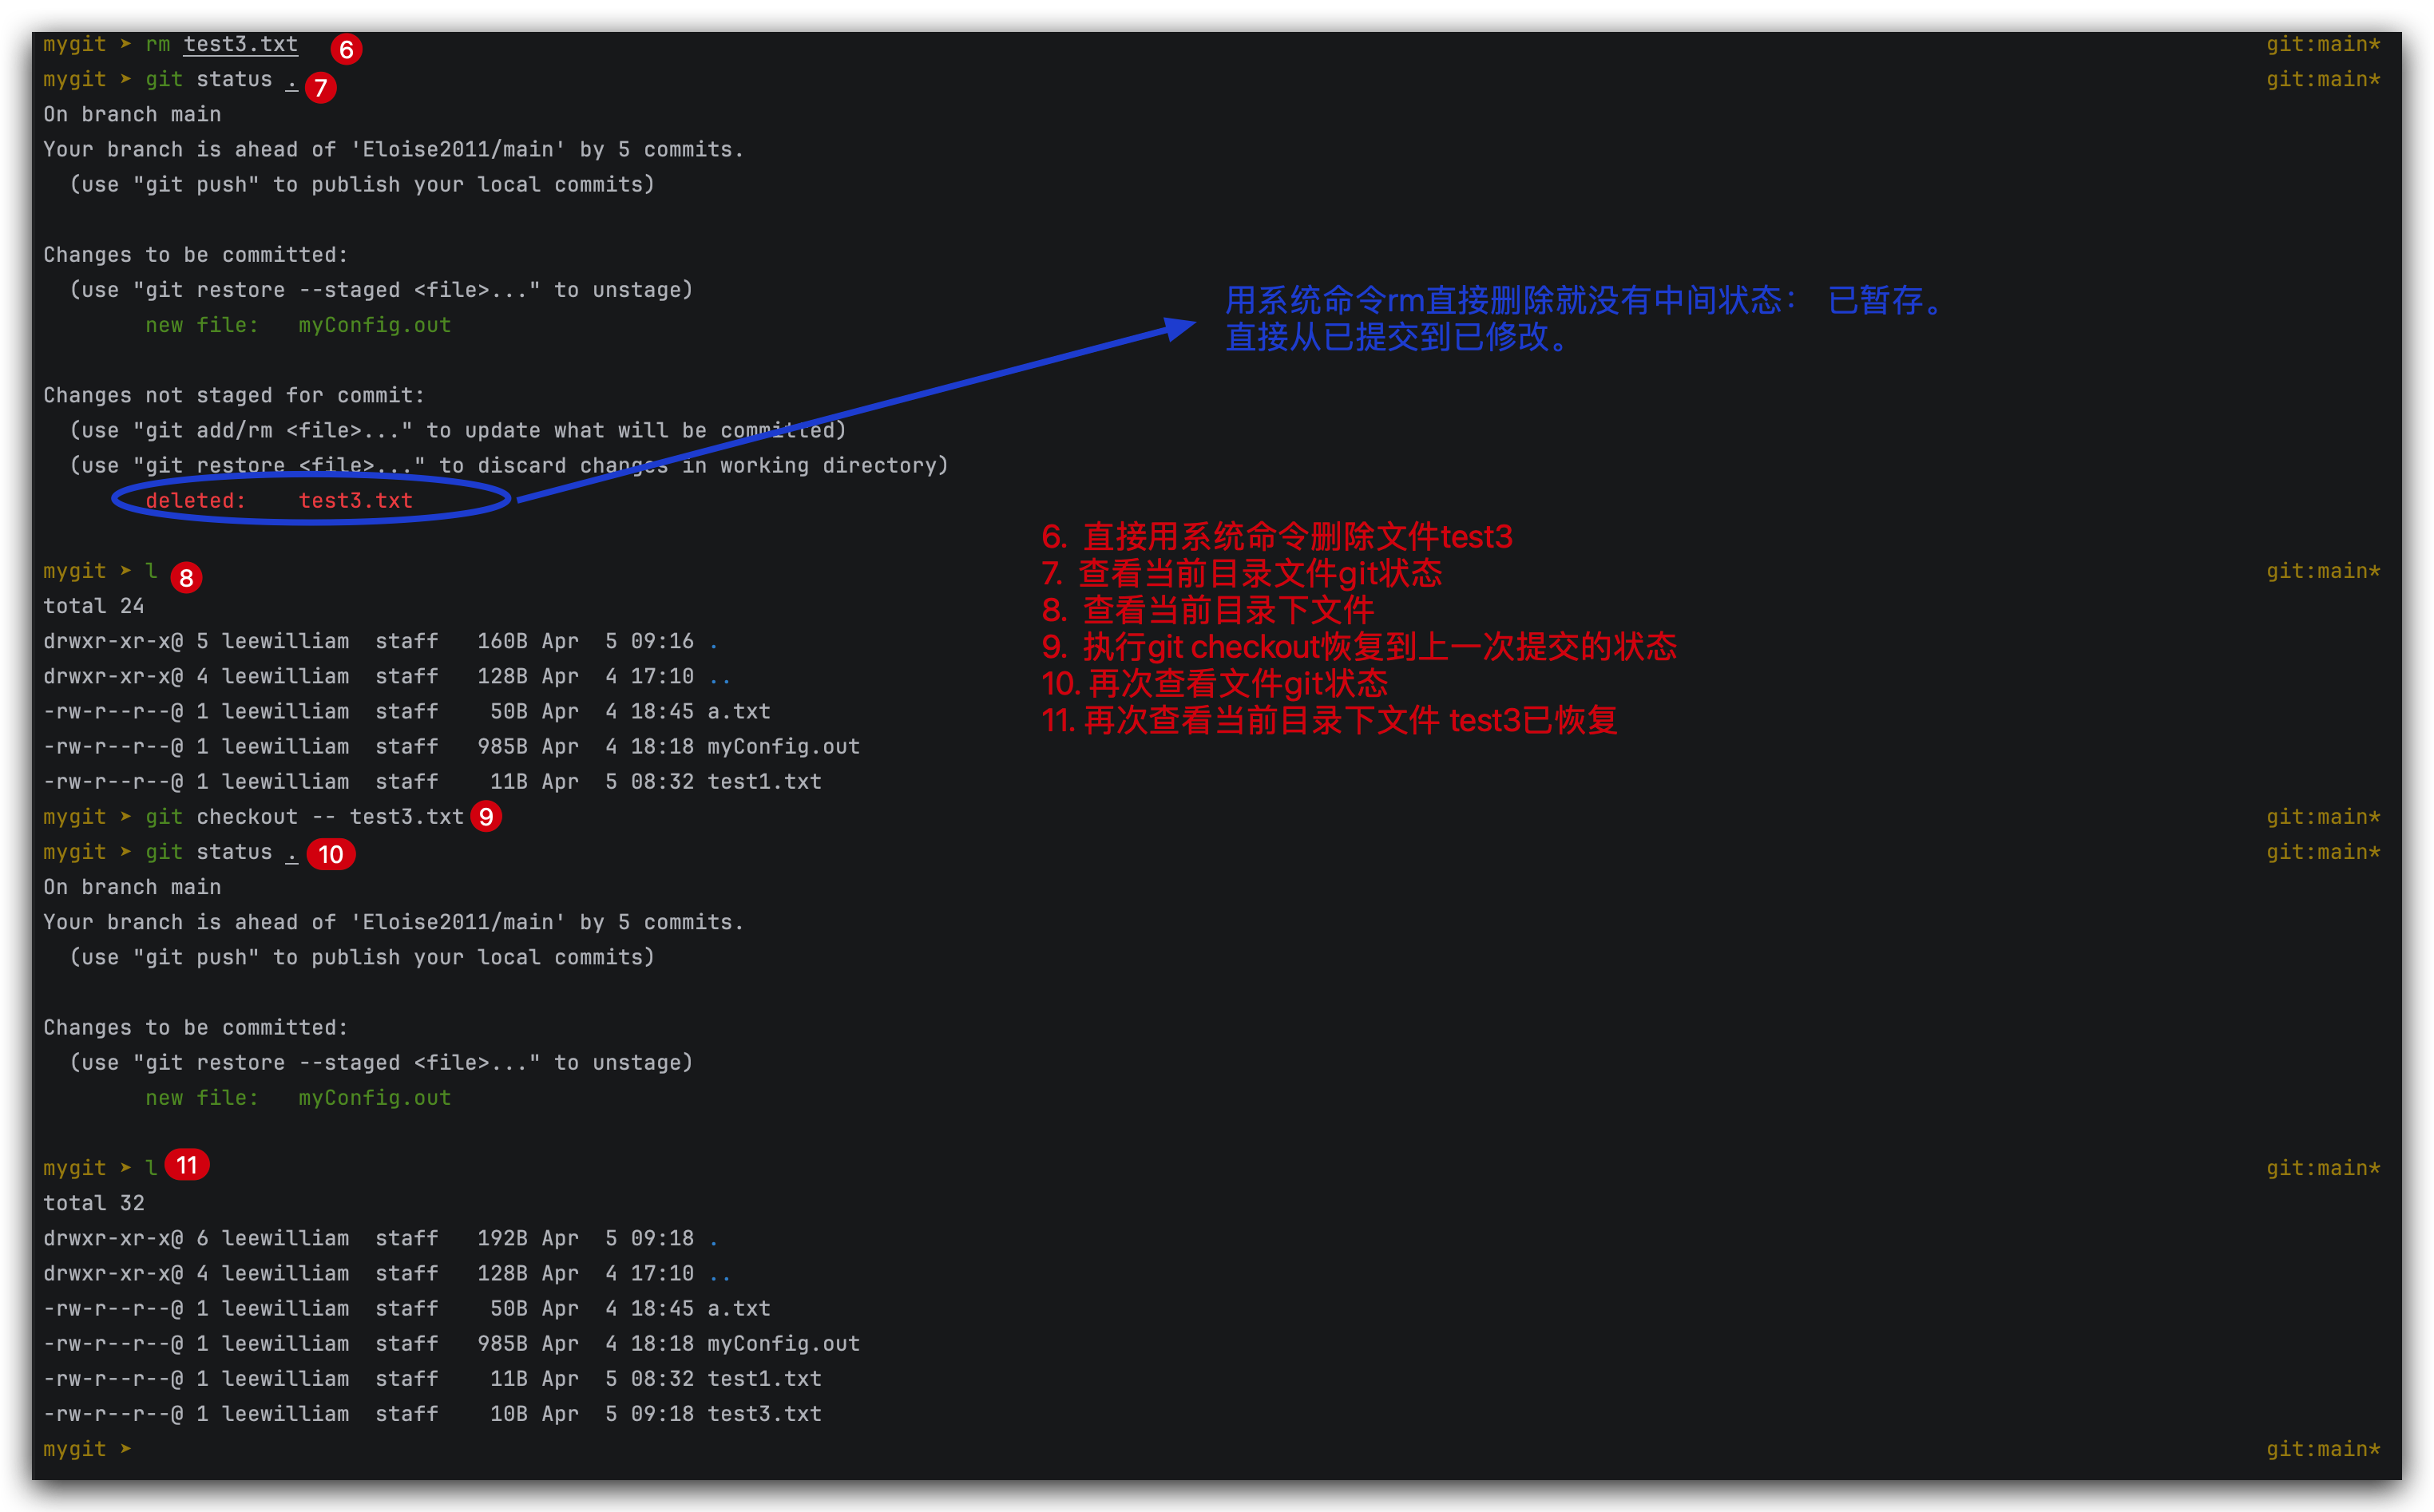 mygit ➤ rm test3.txt 6 git:main*
mygit ➤ git status . 7 git:main*
On branch main
Your branch is ahead of 'Eloise2011/main' by 5 commits.
(use "git push" to publish your local commits)
Changes to be committed:
(use "git restore --staged <file>..." to unstage)
new file: myConfig.out
用系统命令rm直接删除就没有中间状态： 已暂存。
直接从已提交到已修改。
Changes not staged for commit:
(use "git add/rm <file>..." to update what will be committed)
(use "git restore <file>..." to discard changes in working directory)
deleted: test3.txt
6. 直接用系统命令删除文件test3
7. 查看当前目录文件git状态
8. 查看当前目录下文件
9. 执行git checkout恢复到上一次提交的状态
10. 再次查看文件git状态
11. 再次查看当前目录下文件 test3已恢复
mygit ➤ l 8 git:main*
total 24
drwxr-xr-x@ 5 leewilliam staff 160B Apr 5 09:16 .
drwxr-xr-x@ 4 leewilliam staff 128B Apr 4 17:10 ..
-rw-r--r--@ 1 leewilliam staff 50B Apr 4 18:45 a.txt
-rw-r--r--@ 1 leewilliam staff 985B Apr 4 18:18 myConfig.out
-rw-r--r--@ 1 leewilliam staff 11B Apr 5 08:32 test1.txt
mygit ➤ git checkout -- test3.txt 9 git:main*
mygit ➤ git status . 10 git:main*
On branch main
Your branch is ahead of 'Eloise2011/main' by 5 commits.
(use "git push" to publish your local commits)
Changes to be committed:
(use "git restore --staged <file>..." to unstage)
new file: myConfig.out
mygit ➤ l 11 git:main*
total 32
drwxr-xr-x@ 6 leewilliam staff 192B Apr 5 09:18 .
drwxr-xr-x@ 4 leewilliam staff 128B Apr 4 17:10 ..
-rw-r--r--@ 1 leewilliam staff 50B Apr 4 18:45 a.txt
-rw-r--r--@ 1 leewilliam staff 985B Apr 4 18:18 myConfig.out
-rw-r--r--@ 1 leewilliam staff 11B Apr 5 08:32 test1.txt
-rw-r--r--@ 1 leewilliam staff 10B Apr 5 09:18 test3.txt
mygit ➤ git:main*